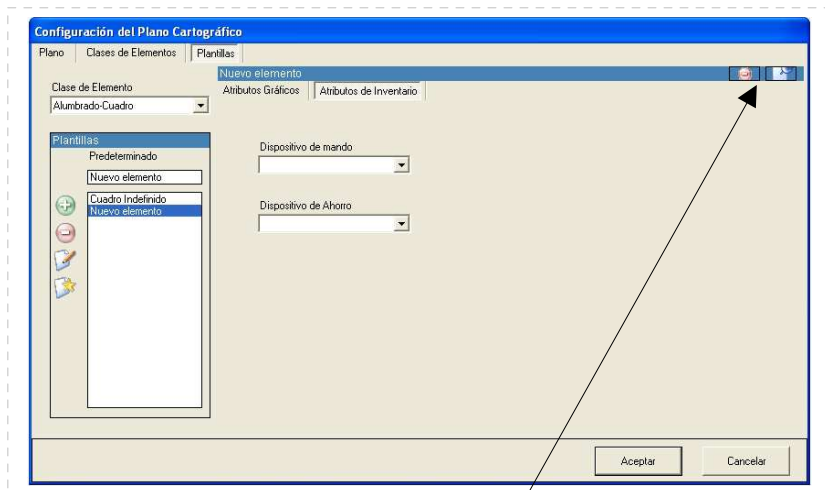 Configuración del Plano Cartográfico
Plano Clases de Elementos Plantillas
Nuevo elemento
Clase de Elemento
Atributos Gráficos Atributos de Inventario
Alumbrado-Cuadro
Plantillas
Predeterminado
Nuevo elemento
Cuadro Indefinido
Nuevo elemento
Dispositivo de mando
Dispositivo de Ahorro
Aceptar Cancelar